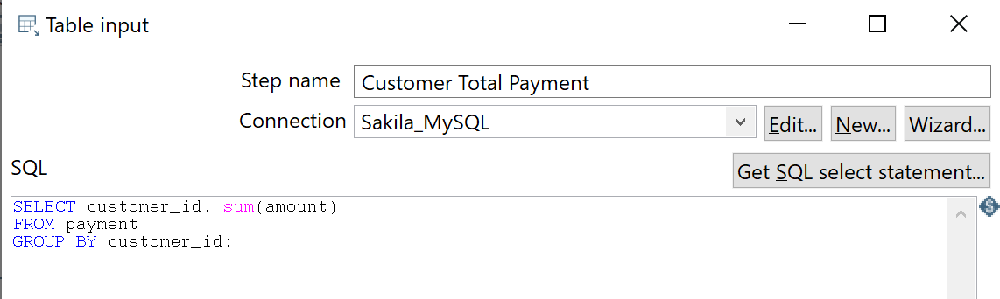 Table input
Step name Customer Total Payment
Connection Sakila_MySQL Edit... New... Wizard...
SQL Get SQL select statement...
SELECT customer_id, sum(amount)
FROM payment
GROUP BY customer_id;